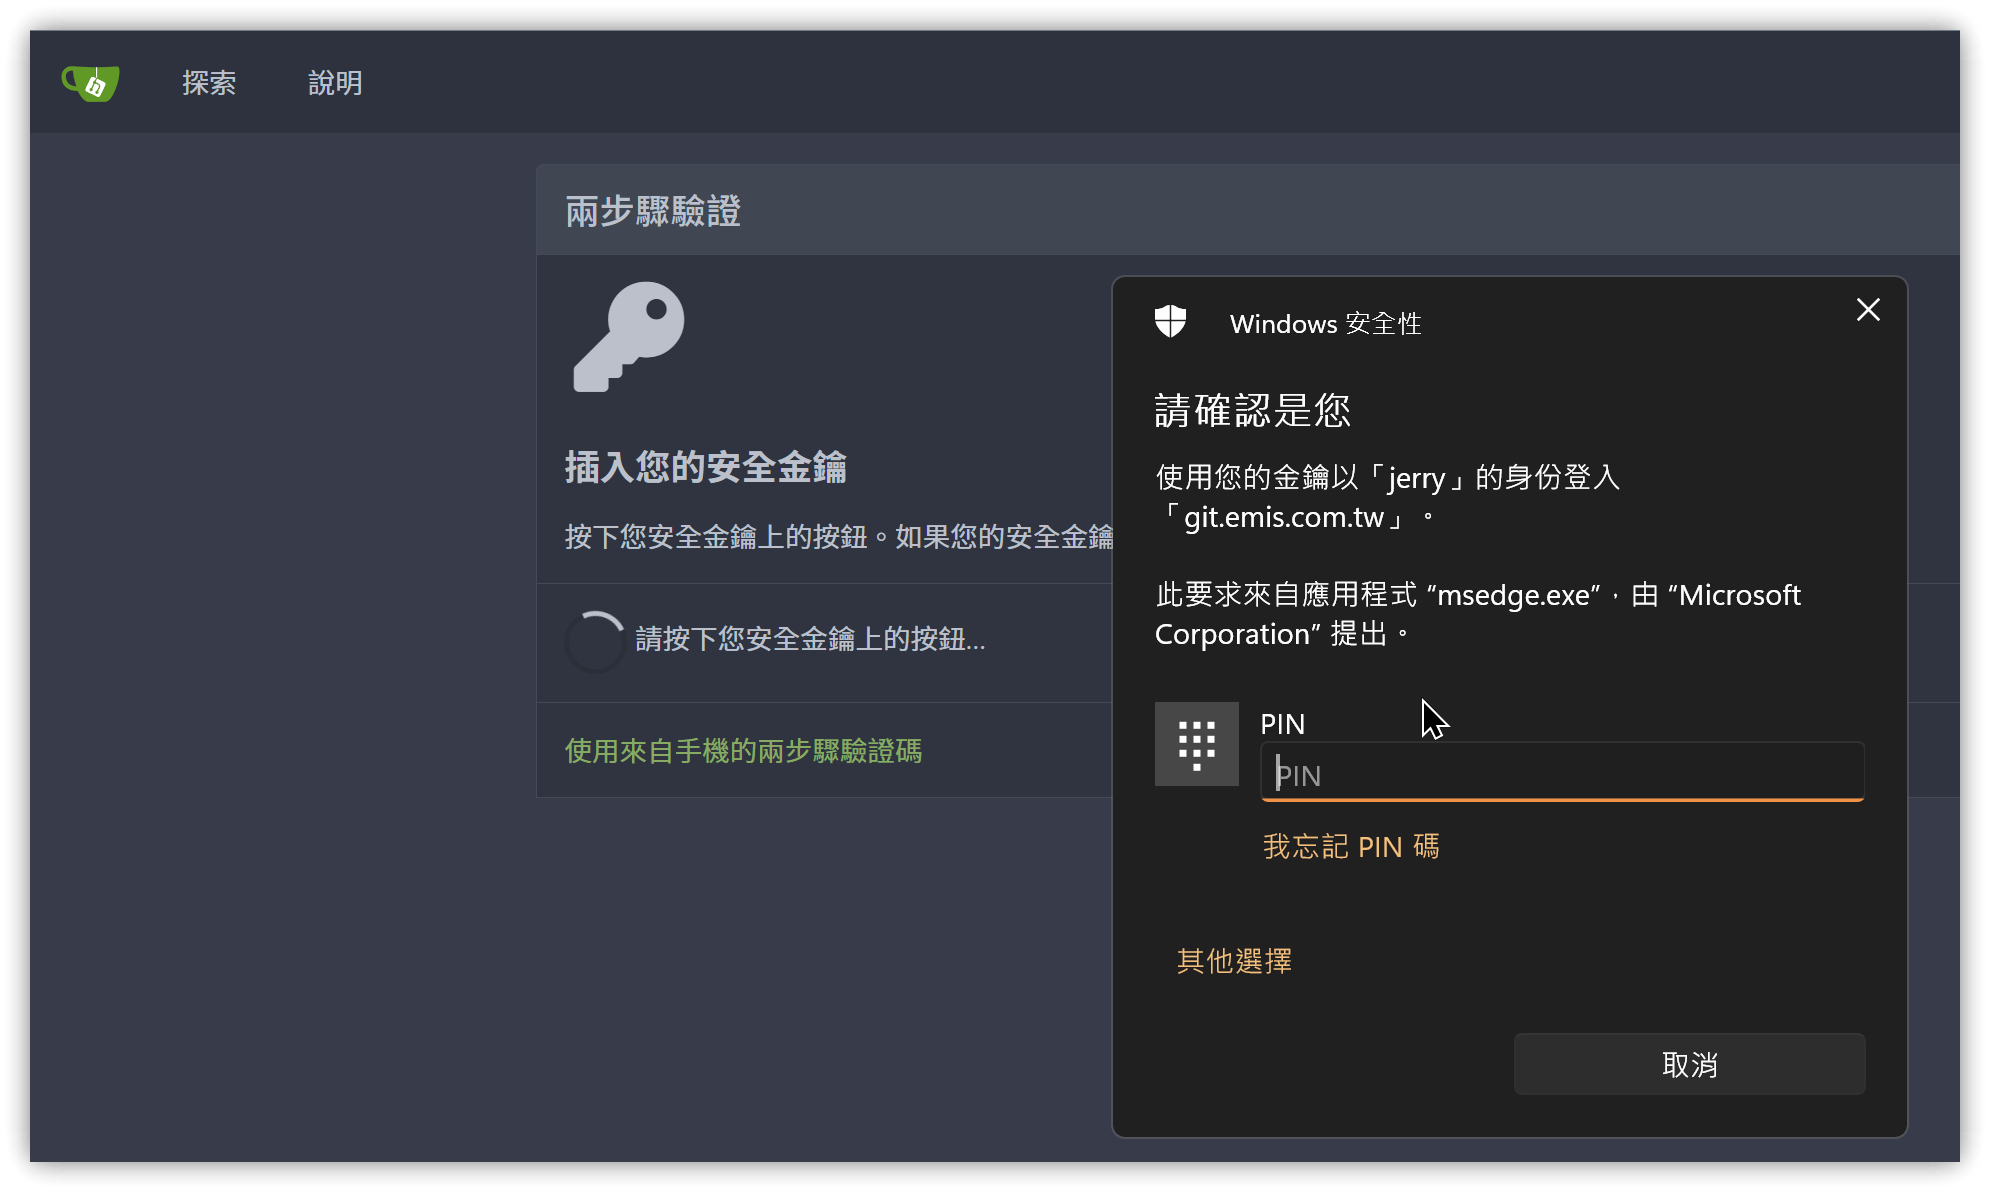 探索 說明
兩步驟驗證
插入您的安全金鑰
按下您安全金鑰上的按鈕。如果您的安全金鑰
請按下您安全金鑰上的按鈕...
使用來自手機的兩步驟驗證碼
Windows 安全性
請確認是您
使用您的金鑰以「jerry」的身份登入
「git.emis.com.tw」。
此要求來自應用程式 “msedge.exe”，由 “Microsoft
Corporation” 提出。
PIN
PIN
我忘記 PIN 碼
其他選擇
取消